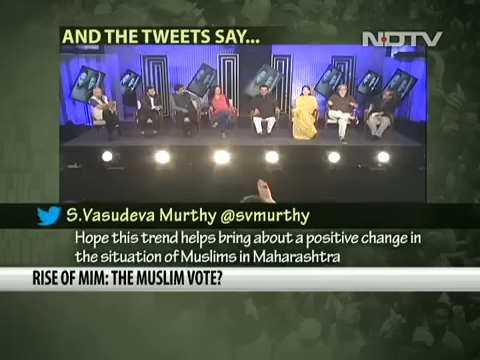 AND THE TWEETS SAY...
NDTV
S.Vasudeva Murthy @svmurthy
Hope this trend helps bring about a positive change in
the situation of Muslims in Maharashtra
RISE OF MIM: THE MUSLIM VOTE?